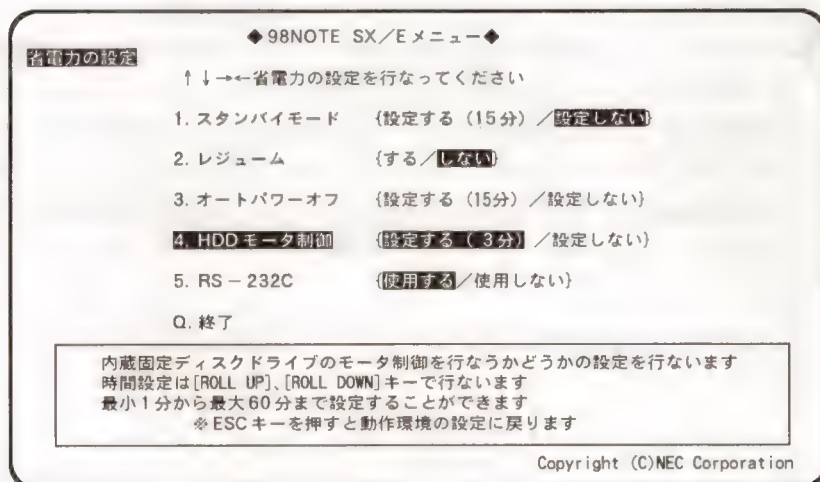 ◆98NOTE SX／Eメニュー◆
省電力の設定
↑↓→←省電力の設定を行なってください
1. スタンバイモード {設定する（15分）／設定しない}
2. レジューム {する／しない}
3. オートパワーオフ {設定する（15分）／設定しない}
4. HDDモータ制御 {設定する（ 3分）／設定しない}
5. RS－232C {使用する／使用しない}
Q. 終了
内蔵固定ディスクドライブのモータ制御を行なうかどうかの設定を行ないます
時間設定は[ROLL UP]、[ROLL DOWN]キーで行ないます
最小1分から最大60分まで設定することができます
※ESCキーを押すと動作環境の設定に戻ります
Copyright (C)NEC Corporation